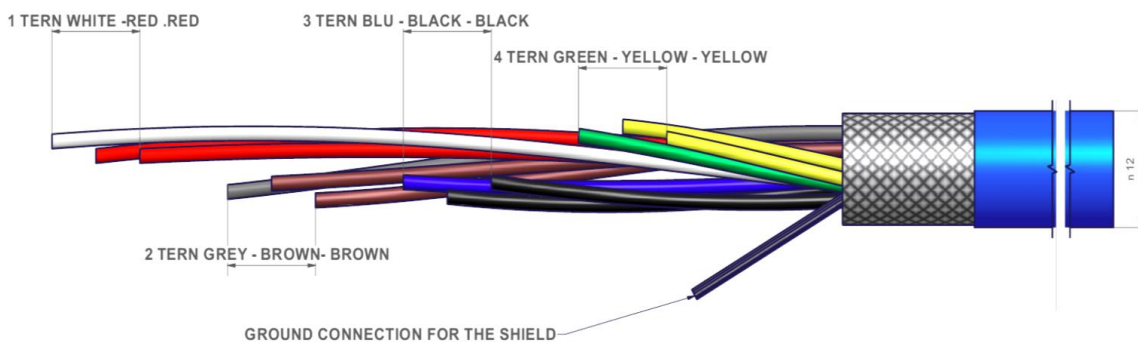 1 TERN WHITE -RED .RED
3 TERN BLU - BLACK - BLACK
4 TERN GREEN - YELLOW - YELLOW
n 12
2 TERN GREY - BROWN- BROWN
GROUND CONNECTION FOR THE SHIELD